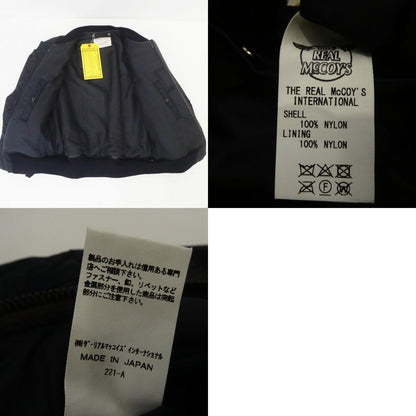 REAL
McCOY'S
THE REAL McCOY'S
INTERNATIONAL
SHELL
100% NYLON
LINING
100% NYLON
製品のお手入れは信用ある専門
店へご相談下さい。
ファスナー、釦、リベットなど
金属部分を使用した商品は突起
部分にご注意下さい。
㈱ザ・リアルマッコイズ インターナショナル
MADE IN JAPAN
221-A